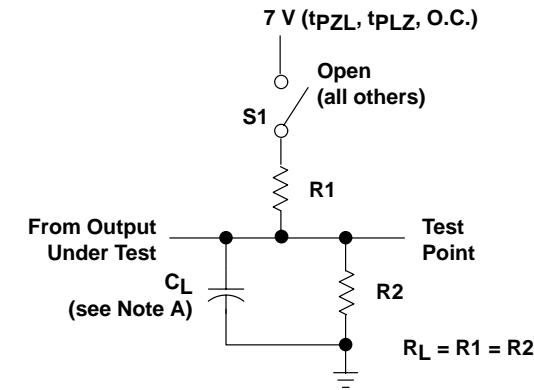 7 V (tPZL, tPLZ, O.C.)
Open
(all others)
S1
R1
From Output
Under Test
Test
Point
CL
(see Note A)
R2
RL = R1 = R2